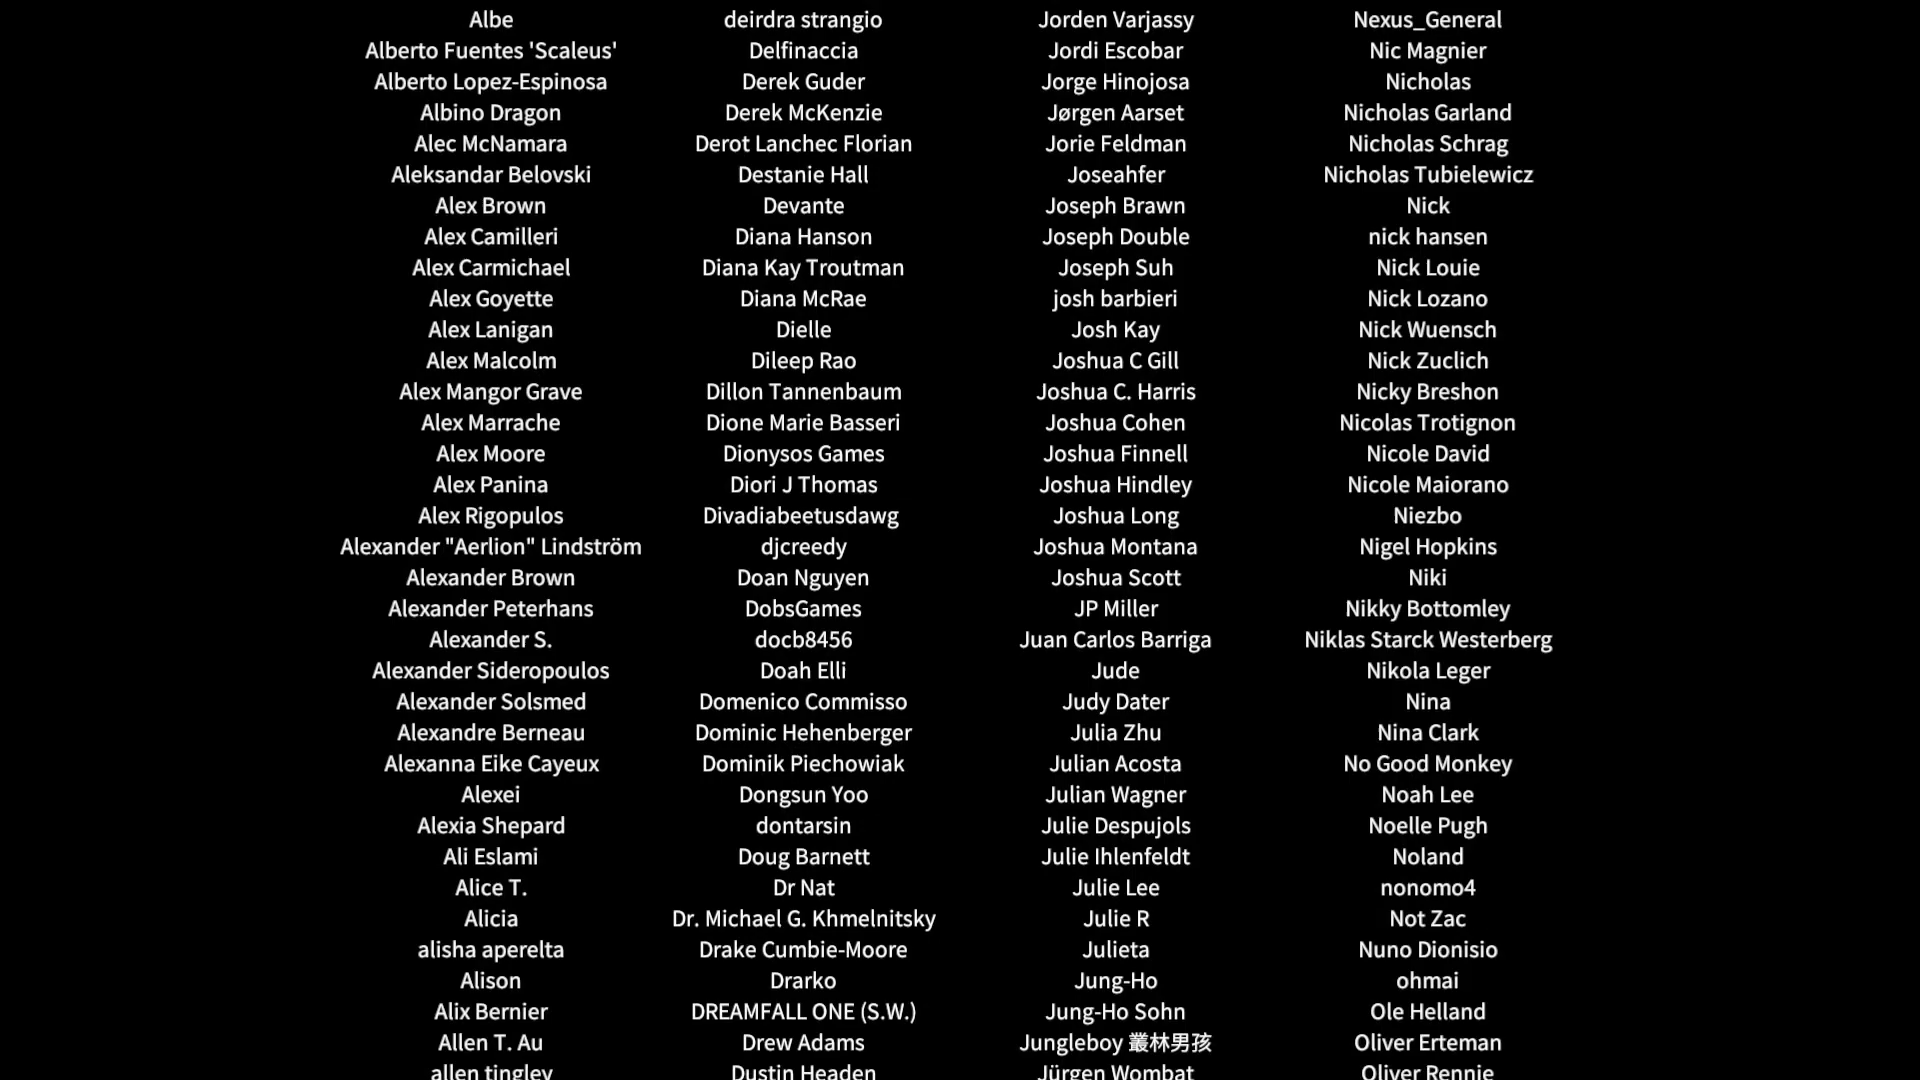 Albe
Alberto Fuentes 'Scaleus'
Alberto Lopez-Espinosa
Albino Dragon
Alec McNamara
Aleksandar Belovski
Alex Brown
Alex Camilleri
Alex Carmichael
Alex Goyette
Alex Lanigan
Alex Malcolm
Alex Mangor Grave
Alex Marrache
Alex Moore
Alex Panina
Alex Rigopulos
Alexander "Aerlion" Lindström
Alexander Brown
Alexander Peterhans
Alexander S.
Alexander Sideropoulos
Alexander Solsmed
Alexandre Berneau
Alexanna Eike Cayeux
Alexei
Alexia Shepard
Ali Eslami
Alice T.
Alicia
alisha aperelta
Alison
Alix Bernier
Allen T. Au
allen tingley
deirdra strangio
Delfinaccia
Derek Guder
Derek McKenzie
Derot Lanchec Florian
Destanie Hall
Devante
Diana Hanson
Diana Kay Troutman
Diana McRae
Dielle
Dileep Rao
Dillon Tannenbaum
Dione Marie Basseri
Dionysos Games
Diori J Thomas
Divadiabeetusdawg
djcreedy
Doan Nguyen
DobsGames
docb8456
Doah Elli
Domenico Commisso
Dominic Hehenberger
Dominik Piechowiak
Dongsun Yoo
dontarsin
Doug Barnett
Dr Nat
Dr. Michael G. Khmelnitsky
Drake Cumbie-Moore
Drarko
DREAMFALL ONE (S.W.)
Drew Adams
Dustin Headen
Jorden Varjassy
Jordi Escobar
Jorge Hinojosa
Jørgen Aarset
Jorie Feldman
Joseahfer
Joseph Brawn
Joseph Double
Joseph Suh
josh barbieri
Josh Kay
Joshua C Gill
Joshua C. Harris
Joshua Cohen
Joshua Finnell
Joshua Hindley
Joshua Long
Joshua Montana
Joshua Scott
JP Miller
Juan Carlos Barriga
Jude
Judy Dater
Julia Zhu
Julian Acosta
Julian Wagner
Julie Despujols
Julie Ihlenfeldt
Julie Lee
Julie R
Julieta
Jung-Ho
Jung-Ho Sohn
Jungleboy 叢林男孩
Jürgen Wombat
Nexus_General
Nic Magnier
Nicholas
Nicholas Garland
Nicholas Schrag
Nicholas Tubielewicz
Nick
nick hansen
Nick Louie
Nick Lozano
Nick Wuensch
Nick Zuclich
Nicky Breshon
Nicolas Trotignon
Nicole David
Nicole Maiorano
Niezbo
Nigel Hopkins
Niki
Nikky Bottomley
Niklas Starck Westerberg
Nikola Leger
Nina
Nina Clark
No Good Monkey
Noah Lee
Noelle Pugh
Noland
nonomo4
Not Zac
Nuno Dionisio
ohmai
Ole Helland
Oliver Erteman
Oliver Rennie